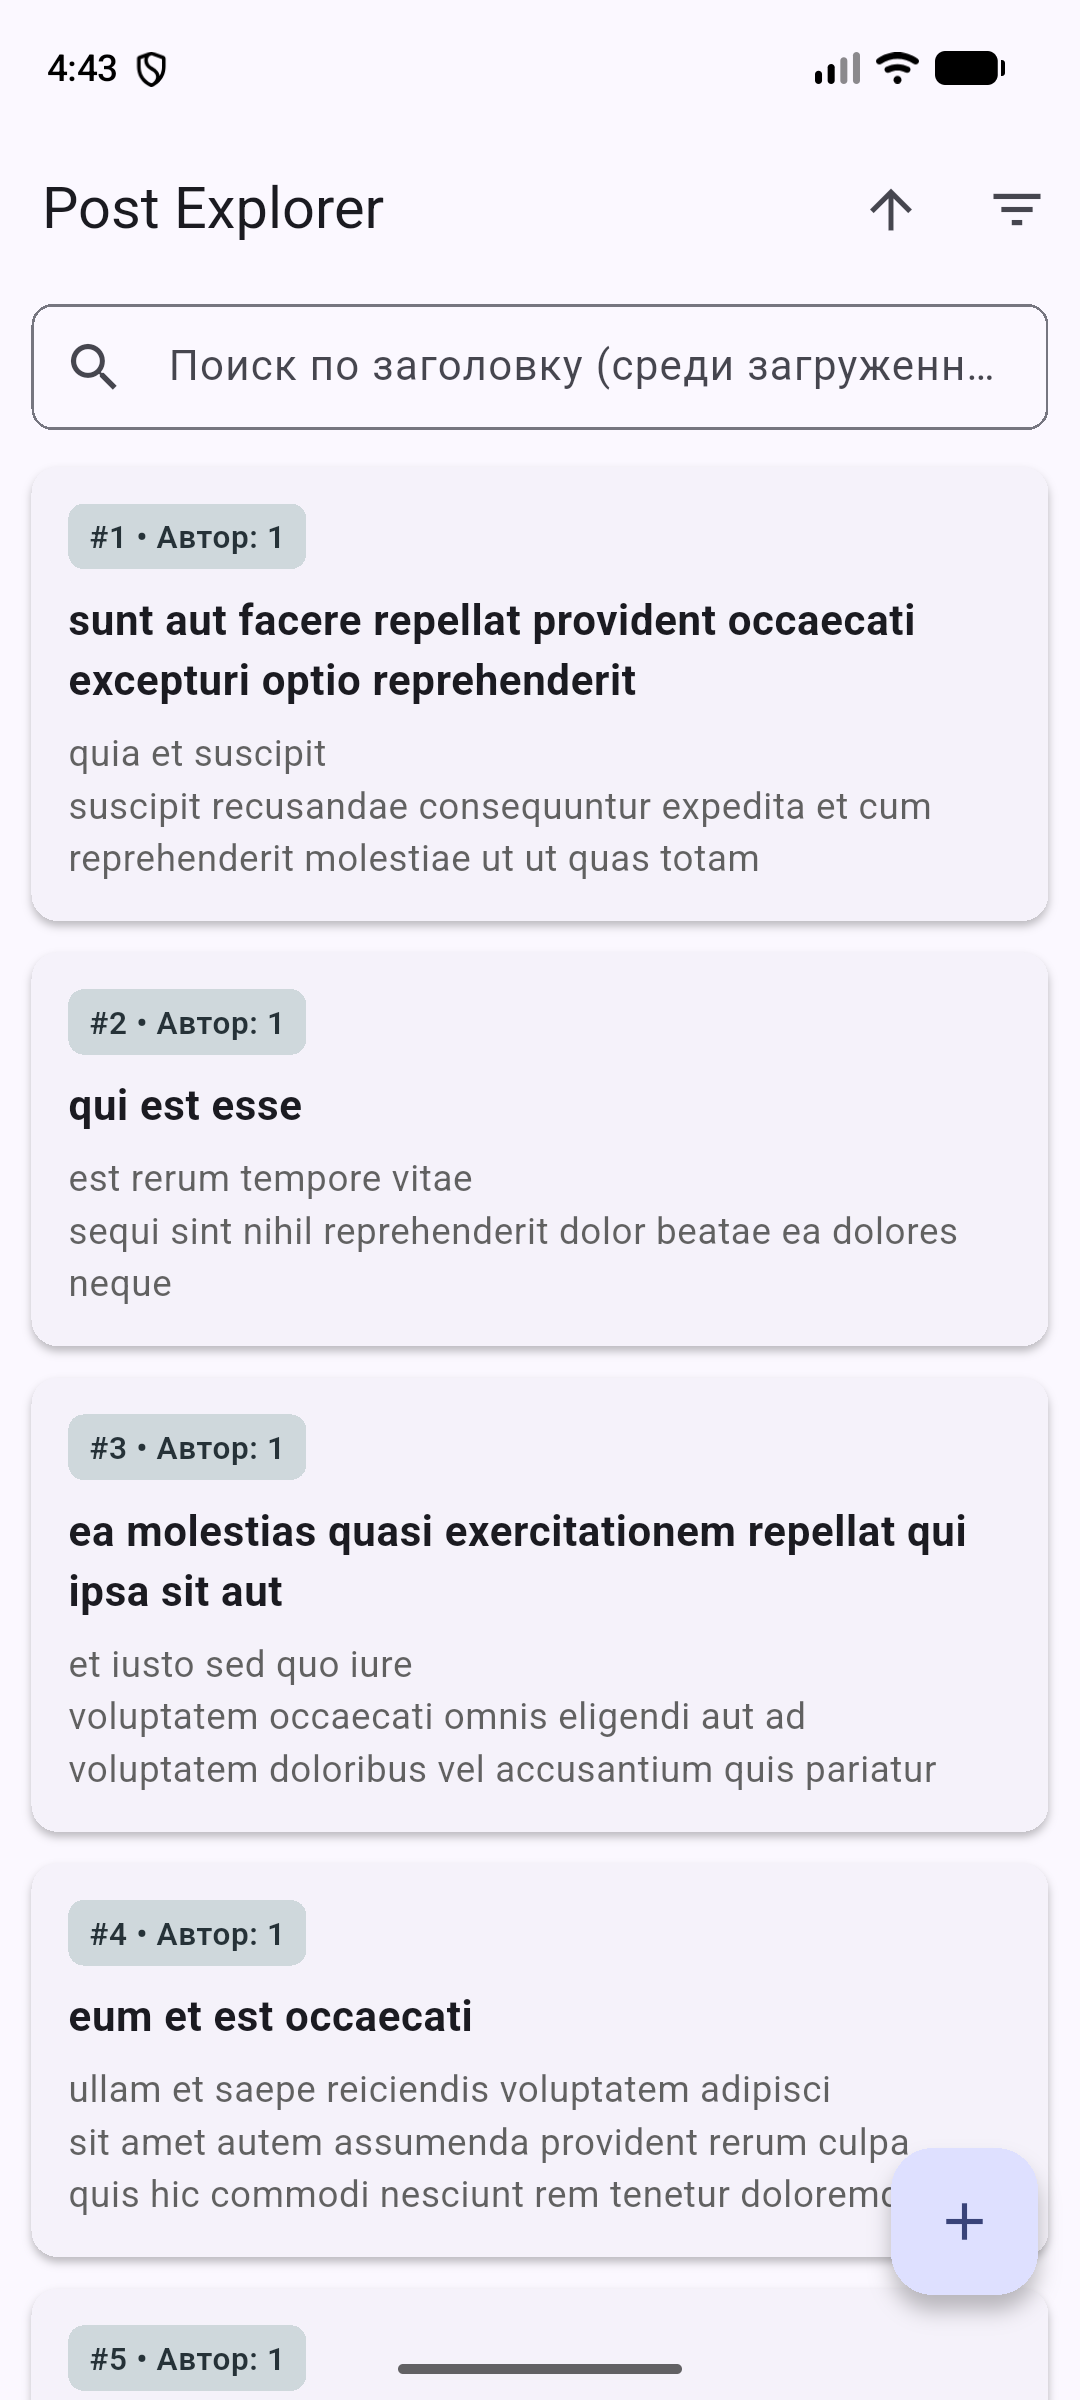 4:43
Post Explorer
Поиск по заголовку (среди загруженн...
#1 • Автор: 1
sunt aut facere repellat provident occaecati
excepturi optio reprehenderit
quia et suscipit
suscipit recusandae consequuntur expedita et cum
reprehenderit molestiae ut ut quas totam
#2 • Автор: 1
qui est esse
est rerum tempore vitae
sequi sint nihil reprehenderit dolor beatae ea dolores
neque
#3 • Автор: 1
ea molestias quasi exercitationem repellat qui
ipsa sit aut
et iusto sed quo iure
voluptatem occaecati omnis eligendi aut ad
voluptatem doloribus vel accusantium quis pariatur
#4 • Автор: 1
eum et est occaecati
ullam et saepe reiciendis voluptatem adipisci
sit amet autem assumenda provident rerum culpa
quis hic commodi nesciunt rem tenetur
#5 • Автор: 1